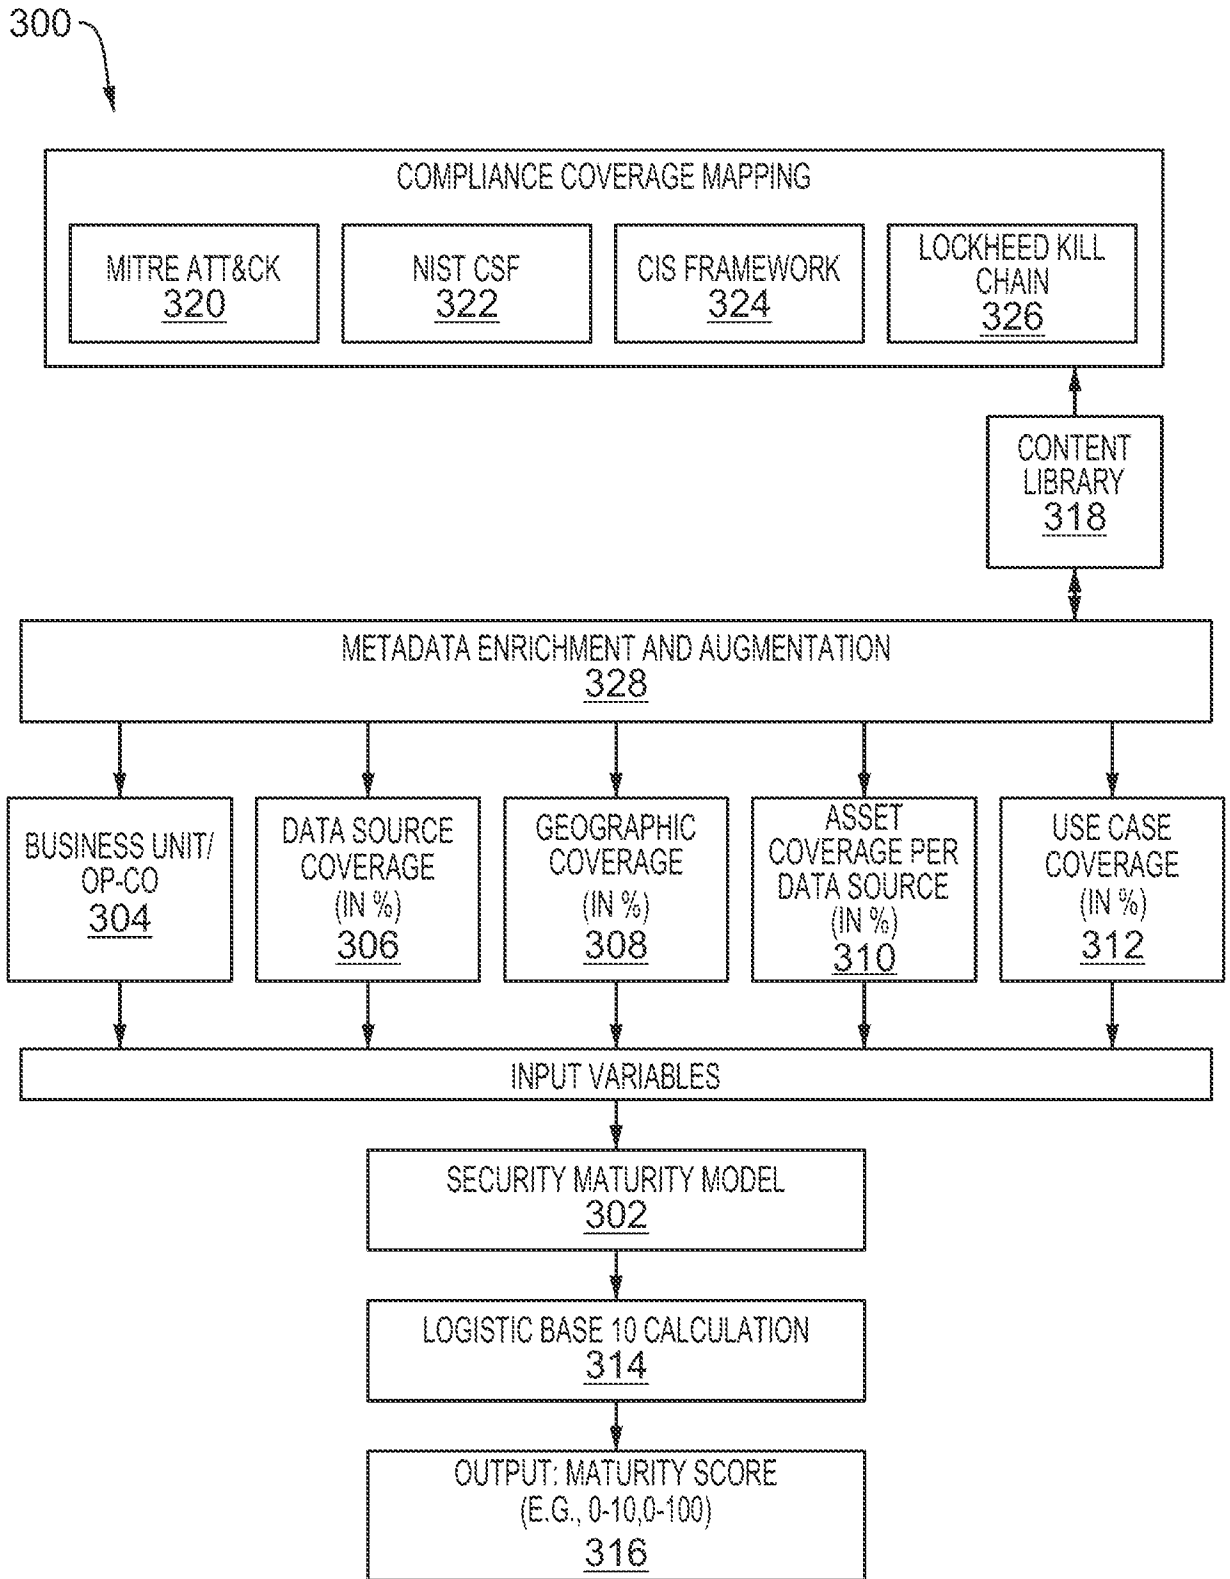 300
COMPLIANCE COVERAGE MAPPING
MITRE ATT&CK
320
NIST CSF
322
CIS FRAMEWORK
324
LOCKHEED KILL
CHAIN
326
CONTENT
LIBRARY
318
METADATA ENRICHMENT AND AUGMENTATION
328
BUSINESS UNIT/
OP-CO
304
DATA SOURCE
COVERAGE
(IN %)
306
GEOGRAPHIC
COVERAGE
(IN %)
308
ASSET
COVERAGE PER
DATA SOURCE
(IN %)
310
USE CASE
COVERAGE
(IN %)
312
INPUT VARIABLES
SECURITY MATURITY MODEL
302
LOGISTIC BASE 10 CALCULATION
314
OUTPUT: MATURITY SCORE
(E.G., 0-10,0-100)
316